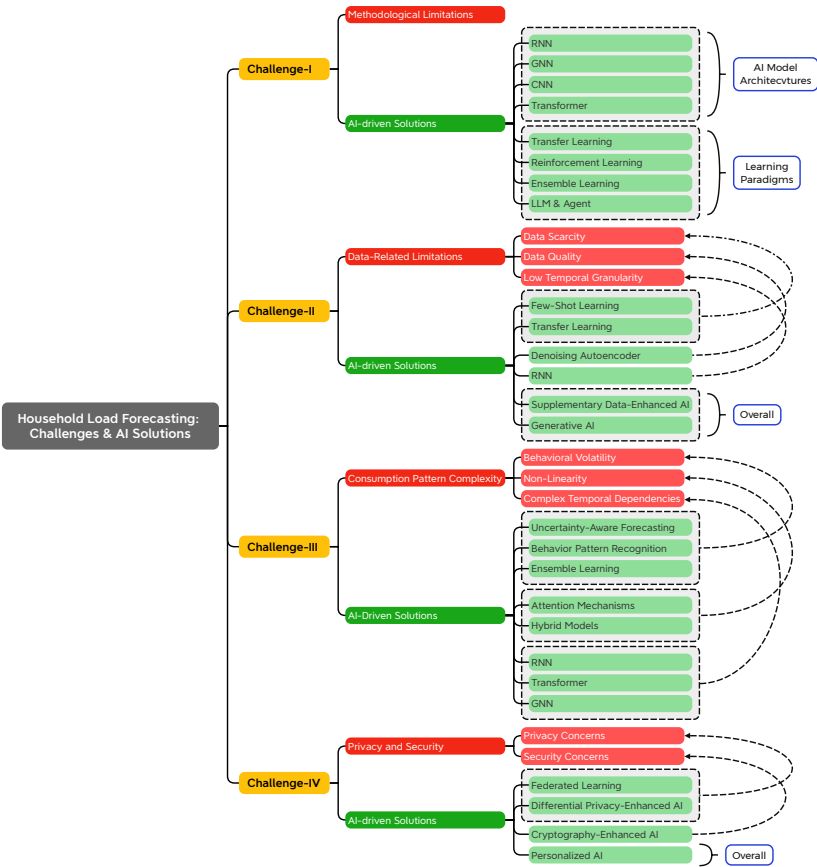 Household Load Forecasting:
Challenges & AI Solutions
Challenge-I
Methodological Limitations
AI-driven Solutions
RNN
GNN
CNN
Transformer
AI Model
Architecvtures
Transfer Learning
Reinforcement Learning
Ensemble Learning
LLM & Agent
Learning
Paradigms
Challenge-II
Data-Related Limitations
Data Scarcity
Data Quality
Low Temporal Granularity
AI-driven Solutions
Few-Shot Learning
Transfer Learning
Denoising Autoencoder
RNN
Supplementary Data-Enhanced AI
Generative AI
Overall
Challenge-III
Consumption Pattern Complexity
Behavioral Volatility
Non-Linearity
Complex Temporal Dependencies
AI-Driven Solutions
Uncertainty-Aware Forecasting
Behavior Pattern Recognition
Ensemble Learning
Attention Mechanisms
Hybrid Models
RNN
Transformer
GNN
Challenge-IV
Privacy and Security
Privacy Concerns
Security Concerns
AI-driven Solutions
Federated Learning
Differential Privacy-Enhanced AI
Cryptography-Enhanced AI
Personalized AI
Overall